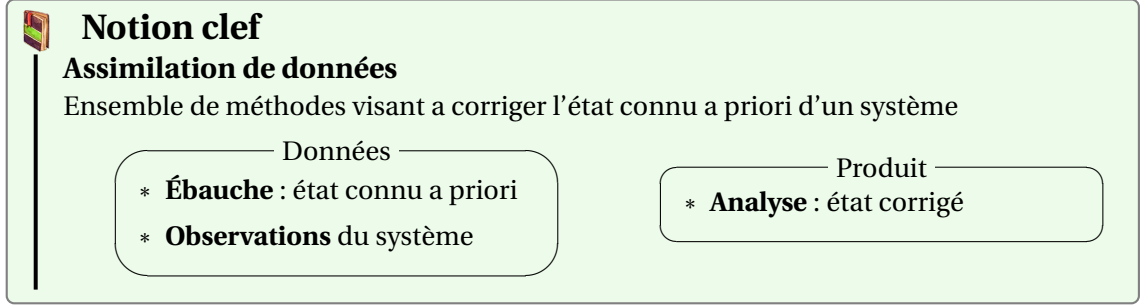 Notion clef
Assimilation de données
Ensemble de méthodes visant a corriger l'état connu a priori d'un système
Données
* Ébauche : état connu a priori
* Observations du système
Produit
* Analyse : état corrigé